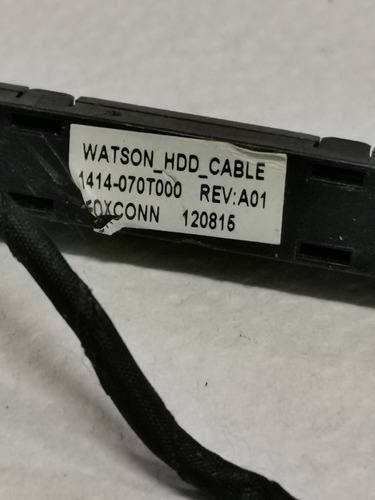 WATSON_HDD_CABLE
1414-070T000 REV:A01
FOXCONN 120815